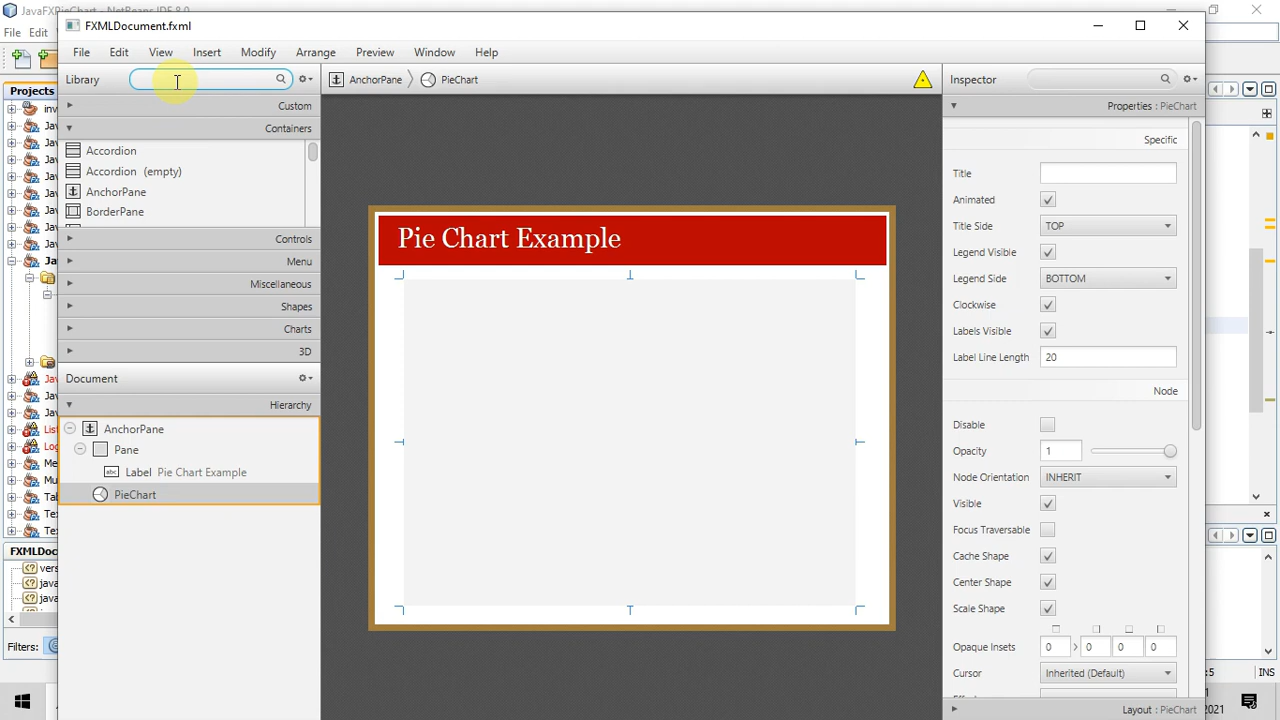 JavaFXPieChart - NetBeans IDE 8.0
File Edit
FXMLDocument.fxml
File Edit View Insert Modify Arrange Preview Window Help
Library
AnchorPane PieChart
Inspector
Projects
Custom
Properties : PieChart
Containers
Accordion
Specific
Accordion (empty)
Title
AnchorPane
Animated
BorderPane
Title Side TOP
Controls
Pie Chart Example
Legend Visible
Menu
Legend Side BOTTOM
Miscellaneous
Clockwise
Shapes
Labels Visible
Charts
Label Line Length 20
3D
Document
Node
Hierarchy
Disable
AnchorPane
Opacity 1
Pane
Node Orientation INHERIT
Label Pie Chart Example
Visible
PieChart
Focus Traversable
Cache Shape
Center Shape
Scale Shape
Opaque Insets 0 0 0 0
Cursor Inherited (Default)
Filters:
INS
2021
Layout : PieChart